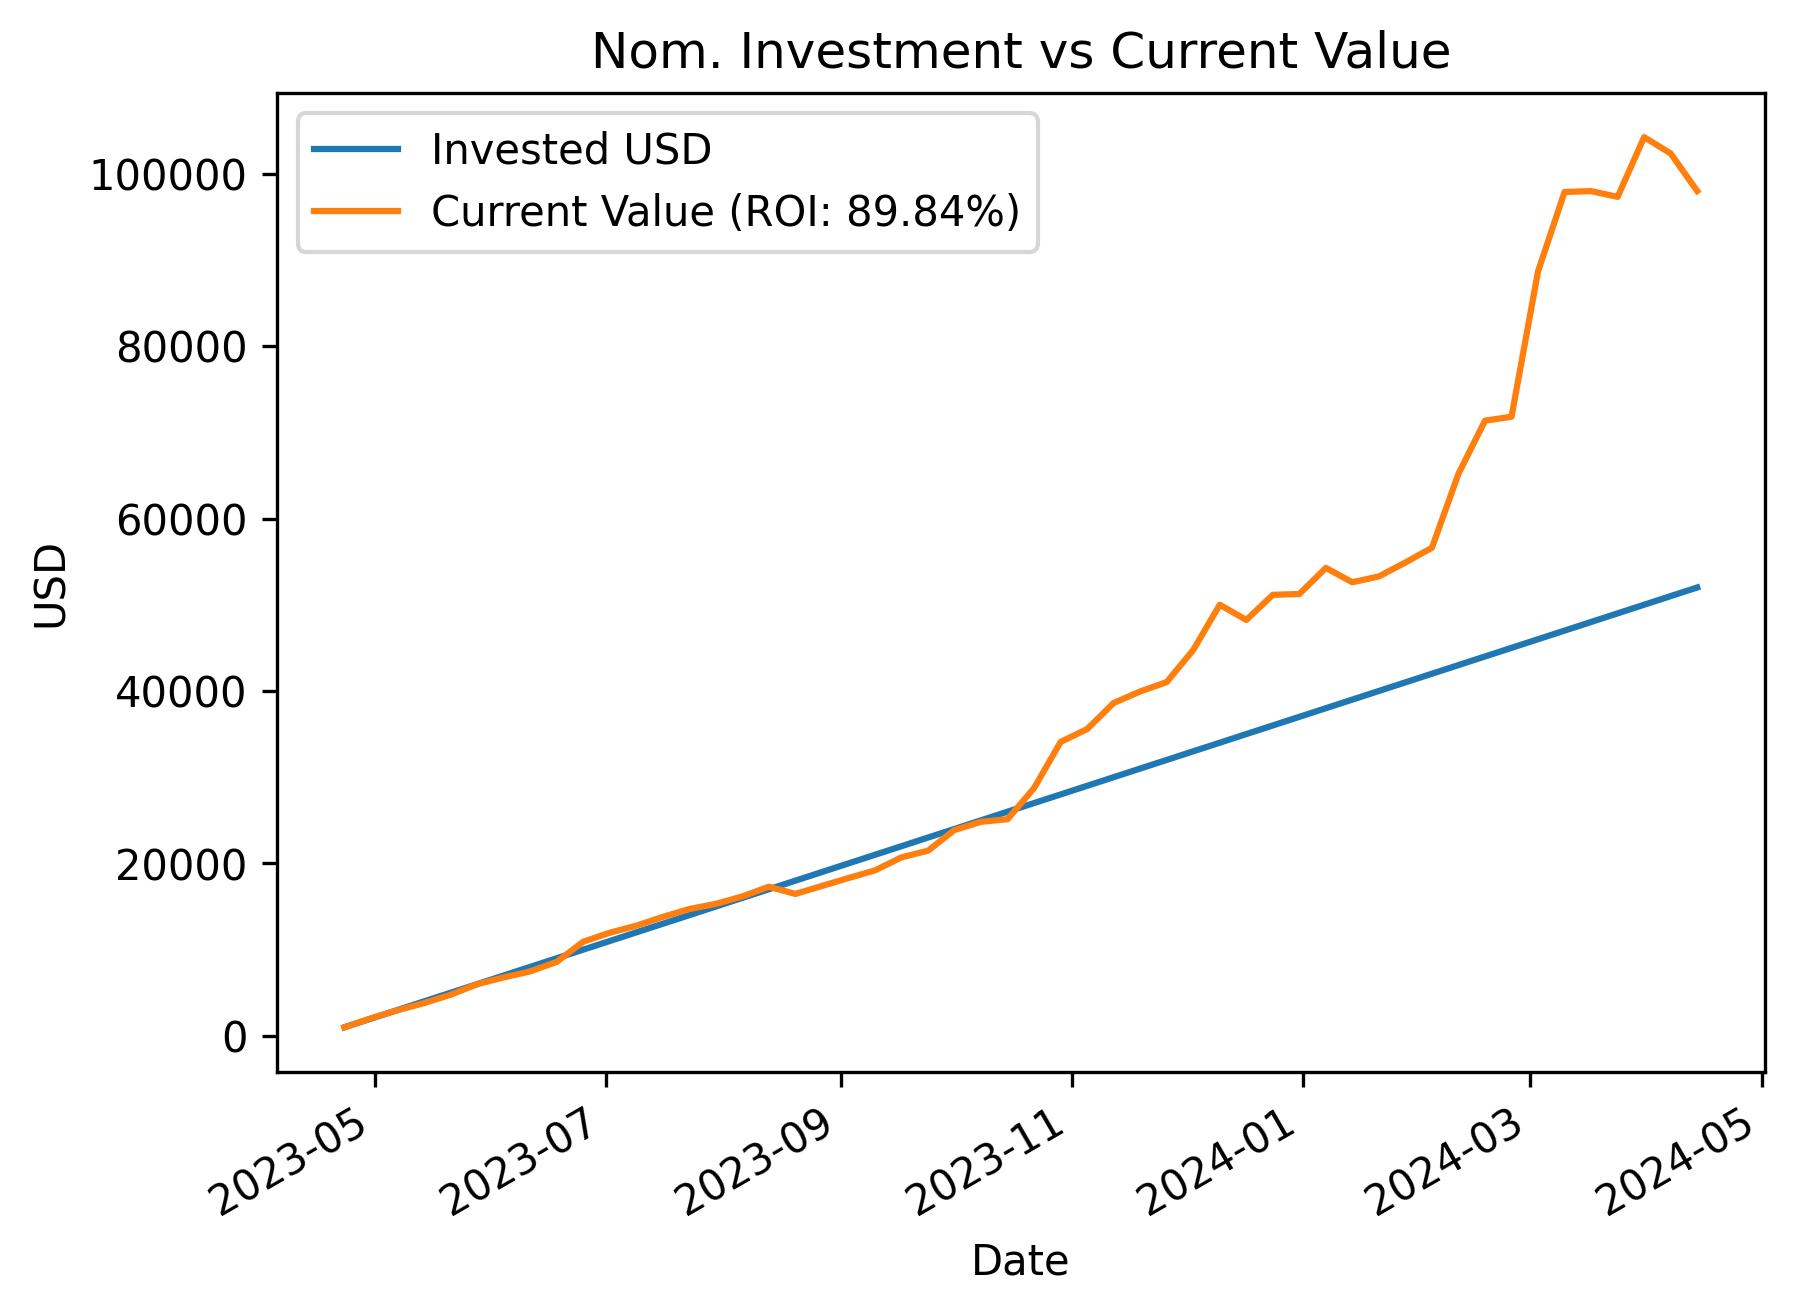 Nom. Investment vs Current Value
Invested USD
Current Value (ROI: 89.84%)
100000
80000
60000
40000
20000
0
USD
2023-05
2023-07
2023-09
2023-11
2024-01
2024-03
2024-05
Date